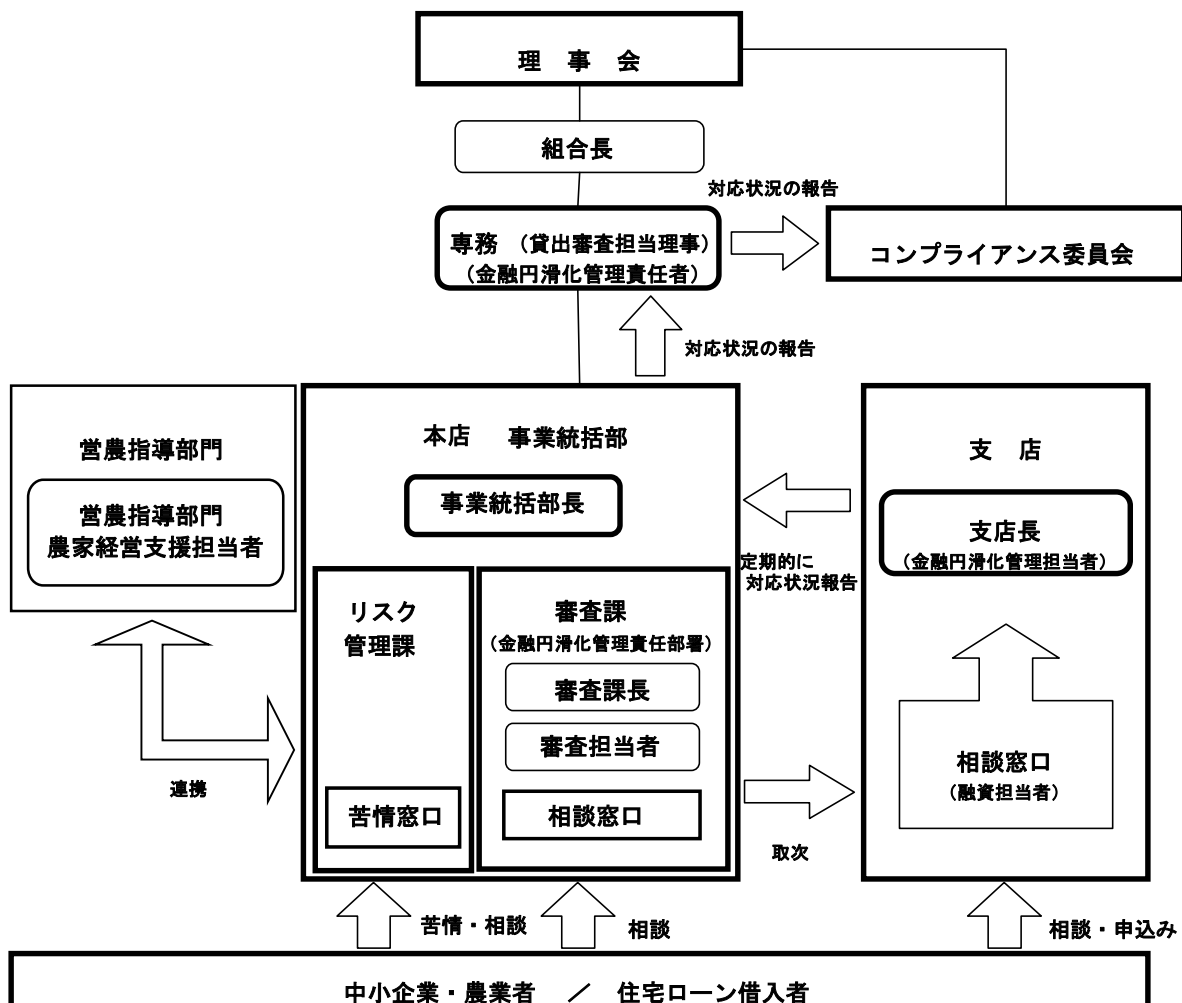 理　事　会
組合長
対応状況の報告
専務　（貸出審査担当理事）
（金融円滑化管理責任者）
コンプライアンス委員会
対応状況の報告
営農指導部門
営農指導部門
農家経営支援担当者
本店　事業統括部
事業統括部長
支　店
支店長
（金融円滑化管理担当者）
定期的に
対応状況報告
リスク
管理課
審査課
（金融円滑化管理責任部署）
審査課長
審査担当者
苦情窓口
相談窓口
連携
取次
相談窓口
（融資担当者）
苦情・相談
相談
相談・申込み
中小企業・農業者　／　住宅ローン借入者